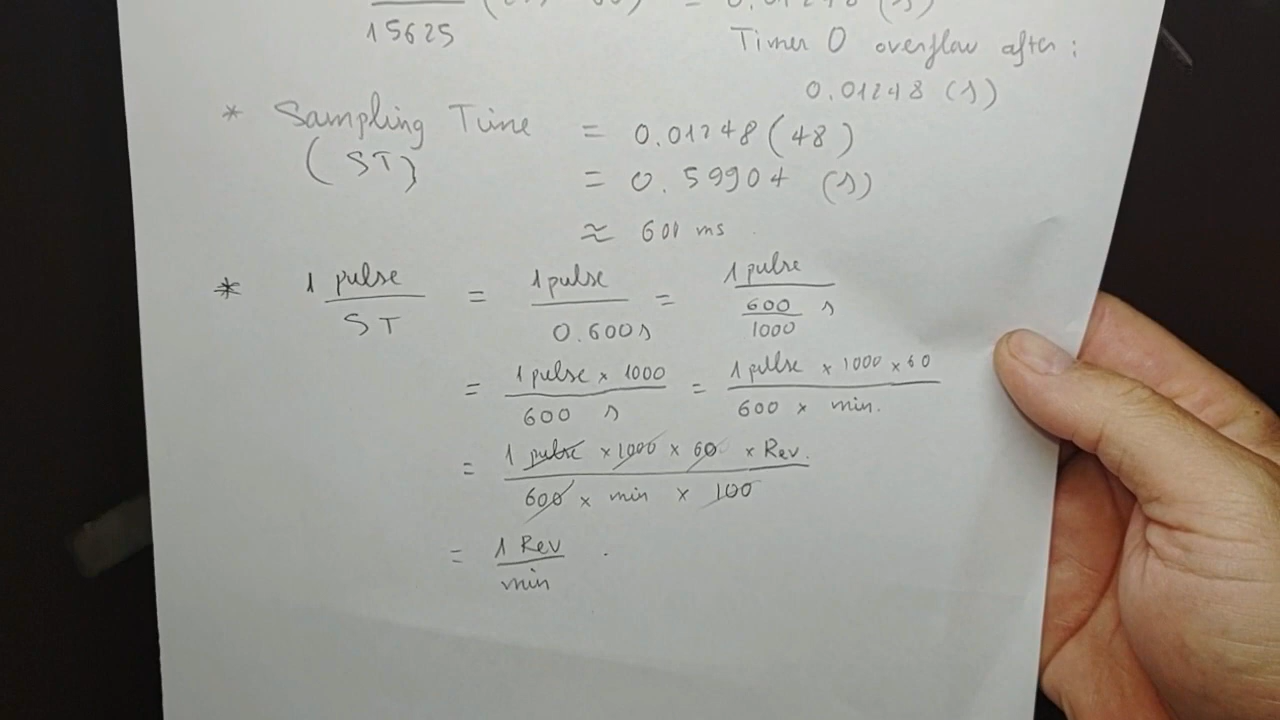 15625
Timer 0 overflow after:
0.01248 (s)
* Sampling Time = 0.01248 (48)
(ST) = 0.59904 (s)
≈ 600 ms
* 1 pulse / ST = 1 pulse / 0.600 s = 1 pulse / 600/1000 s
= 1 pulse × 1000 / 600 s = 1 pulse × 1000 × 60 / 600 × min.
= 1 pulse × 1000 × 60 × Rev. / 600 × min × 100
= 1 Rev / min .